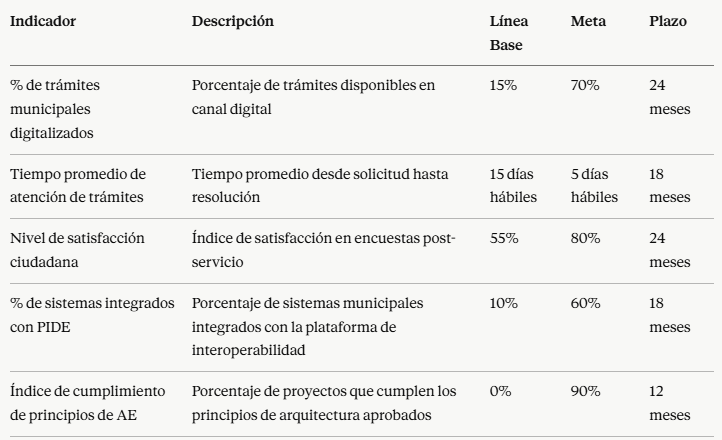 Indicador Descripción Línea Base Meta Plazo
% de trámites municipales digitalizados Porcentaje de trámites disponibles en canal digital 15% 70% 24 meses
Tiempo promedio de atención de trámites Tiempo promedio desde solicitud hasta resolución 15 días hábiles 5 días hábiles 18 meses
Nivel de satisfacción ciudadana Índice de satisfacción en encuestas post-servicio 55% 80% 24 meses
% de sistemas integrados con PIDE Porcentaje de sistemas municipales integrados con la plataforma de interoperabilidad 10% 60% 18 meses
Índice de cumplimiento de principios de AE Porcentaje de proyectos que cumplen los principios de arquitectura aprobados 0% 90% 12 meses